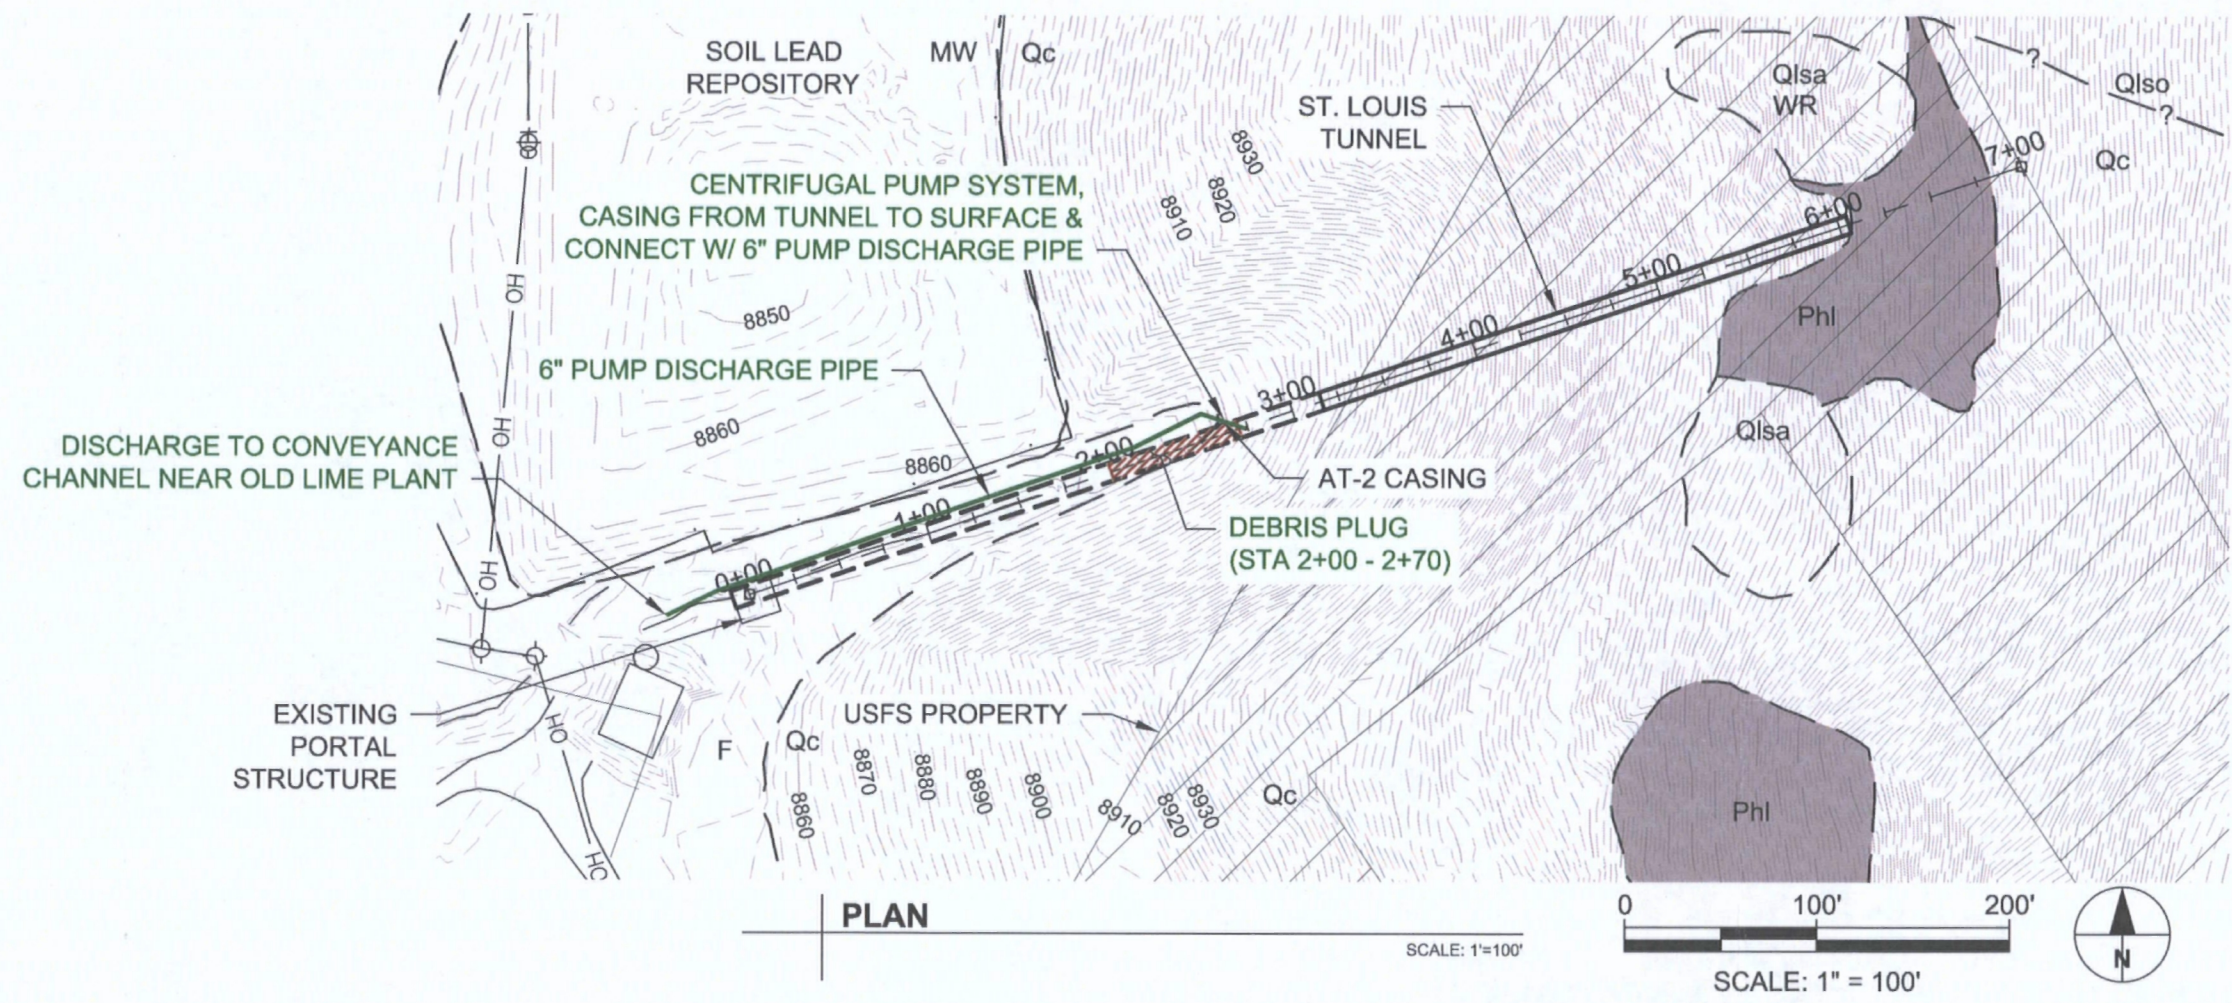 SOIL LEAD
REPOSITORY
MW
Qc
ST. LOUIS
TUNNEL
Qlsa
WR
?
Qlso
?
Qc
7+00
8930
8920
8910
CENTRIFUGAL PUMP SYSTEM,
CASING FROM TUNNEL TO SURFACE &
CONNECT W/ 6" PUMP DISCHARGE PIPE
6+00
5+00
4+00
3+00
2+00
1+00
0+00
Phl
Qlsa
HO
8850
6" PUMP DISCHARGE PIPE
HO
8860
8860
DISCHARGE TO CONVEYANCE
CHANNEL NEAR OLD LIME PLANT
AT-2 CASING
DEBRIS PLUG
(STA 2+00 - 2+70)
HO
EXISTING
PORTAL
STRUCTURE
HO
HO
F
Qc
USFS PROPERTY
8860
8870
8880
8890
8900
8910
8920
8930
Qc
Phl
PLAN
SCALE: 1'=100'
0 100' 200'
SCALE: 1" = 100'
N